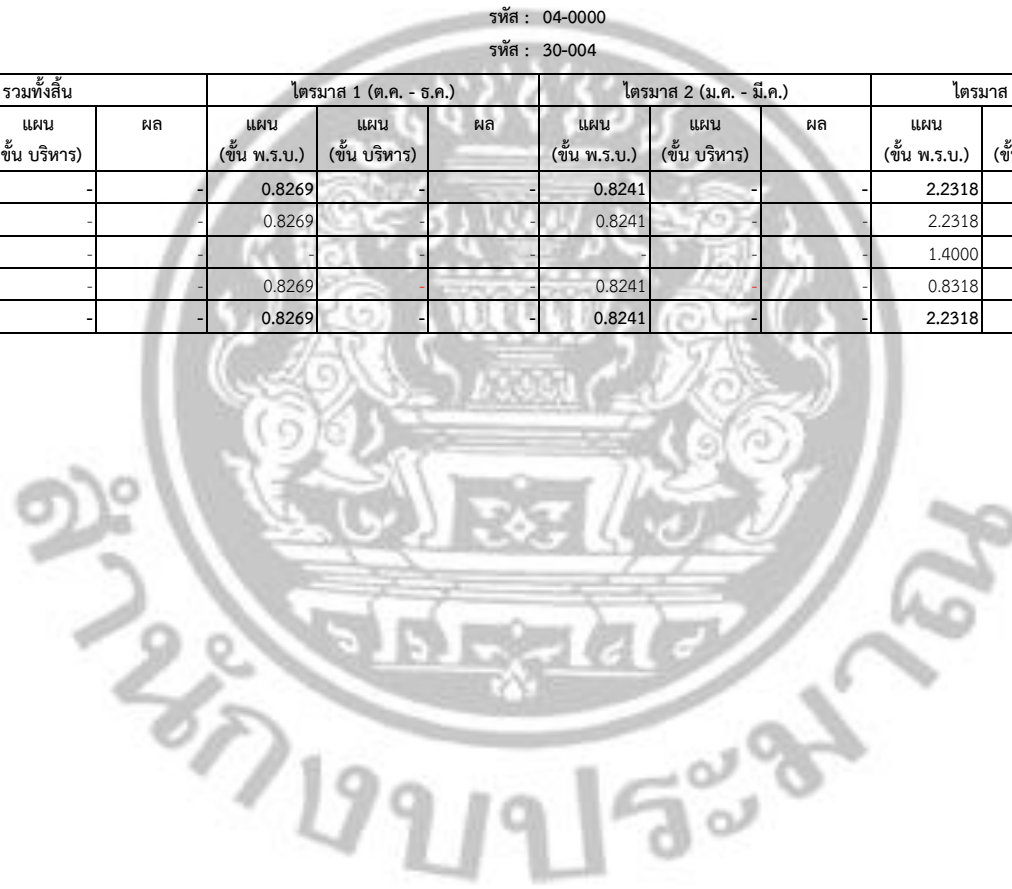 รหัส : 04-0000
รหัส : 30-004
รวมทั้งสิ้น ไตรมาส 1 (ต.ค. - ธ.ค.) ไตรมาส 2 (ม.ค. - มี.ค.) ไตรมาส
แผน ผล แผน แผน ผล แผน แผน ผล แผน
ขั้น บริหาร) (ขั้น พ.ร.บ.) (ขั้น บริหาร) (ขั้น พ.ร.บ.) (ขั้น บริหาร) (ขั้น พ.ร.บ.) (ขั้
- - 0.8269 - - 0.8241 - - 2.2318
- - 0.8269 - - 0.8241 - - 2.2318
- - - - - - - - 1.4000
- - 0.8269 - - 0.8241 - - 0.8318
- - 0.8269 - - 0.8241 - - 2.2318
สำนักงบประมาณ